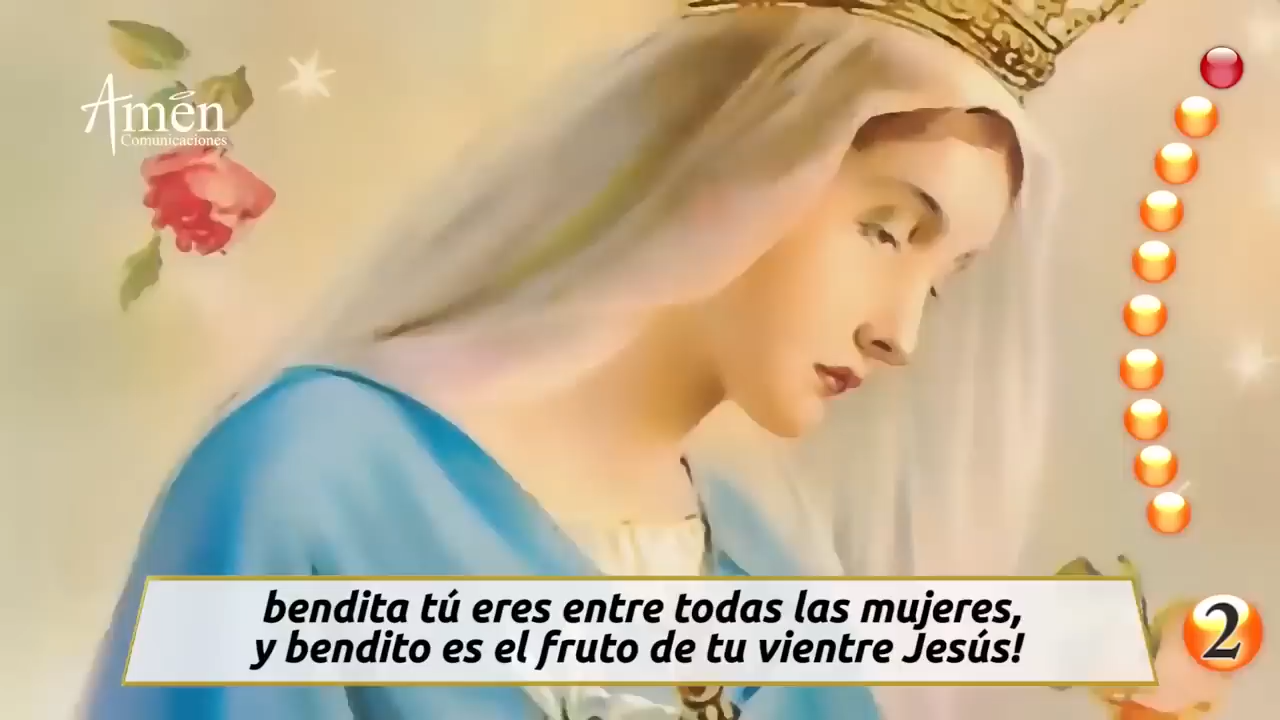 Amén
Comunicaciones
bendita tú eres entre todas las mujeres,
y bendito es el fruto de tu vientre Jesús!
2